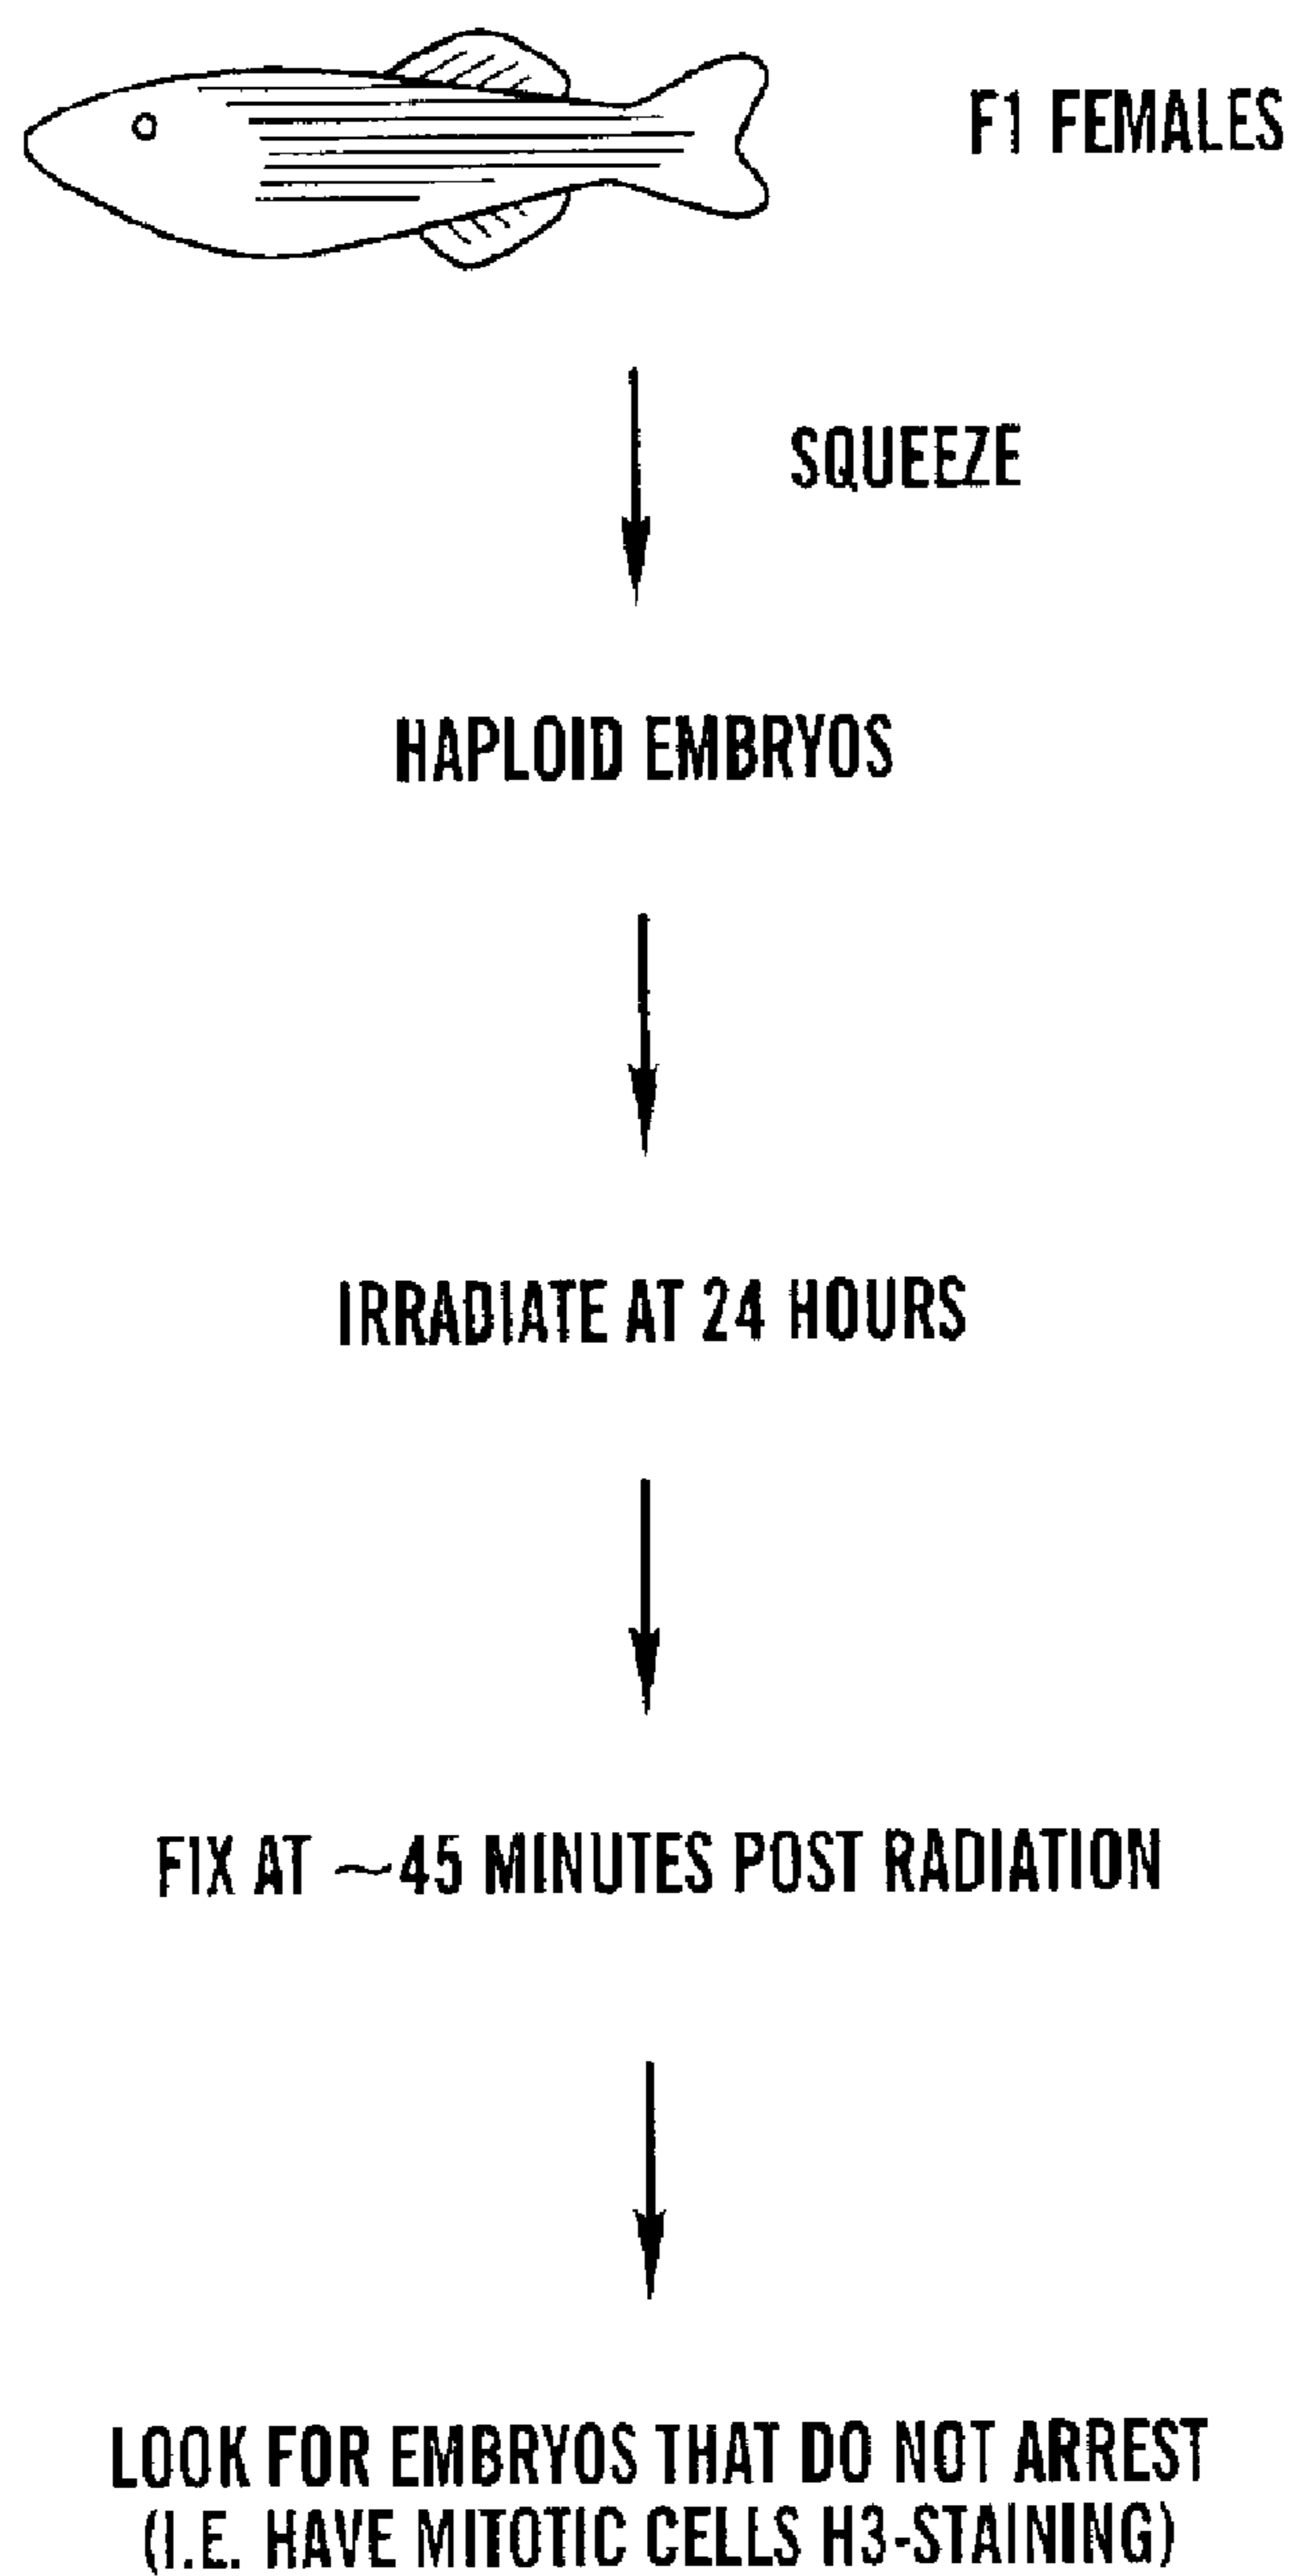 F1 FEMALES
SQUEEZE
HAPLOID EMBRYOS
IRRADIATE AT 24 HOURS
FIX AT ~45 MINUTES POST RADIATION
LOOK FOR EMBRYOS THAT DO NOT ARREST
(I.E. HAVE MITOTIC CELLS H3-STAINING)